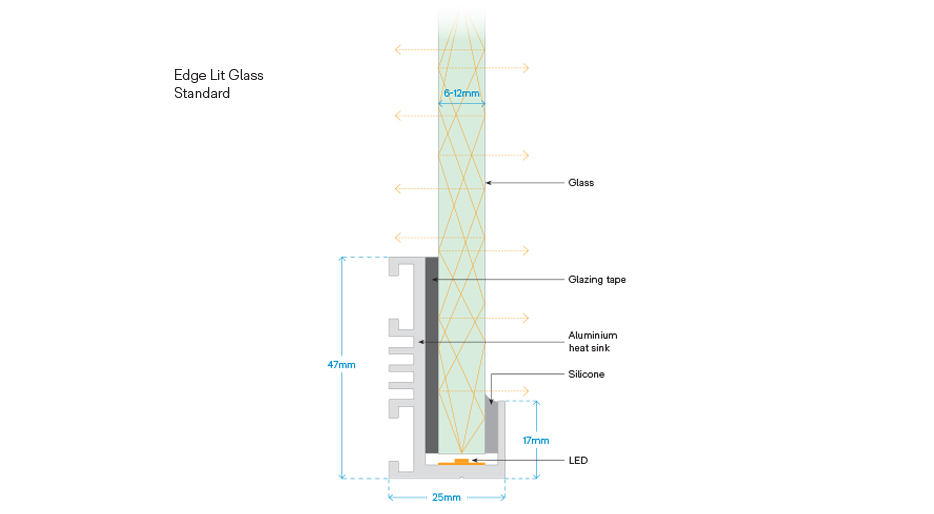 Edge Lit Glass
Standard
6-12mm
Glass
Glazing tape
Aluminium
heat sink
47mm
Silicone
17mm
LED
25mm